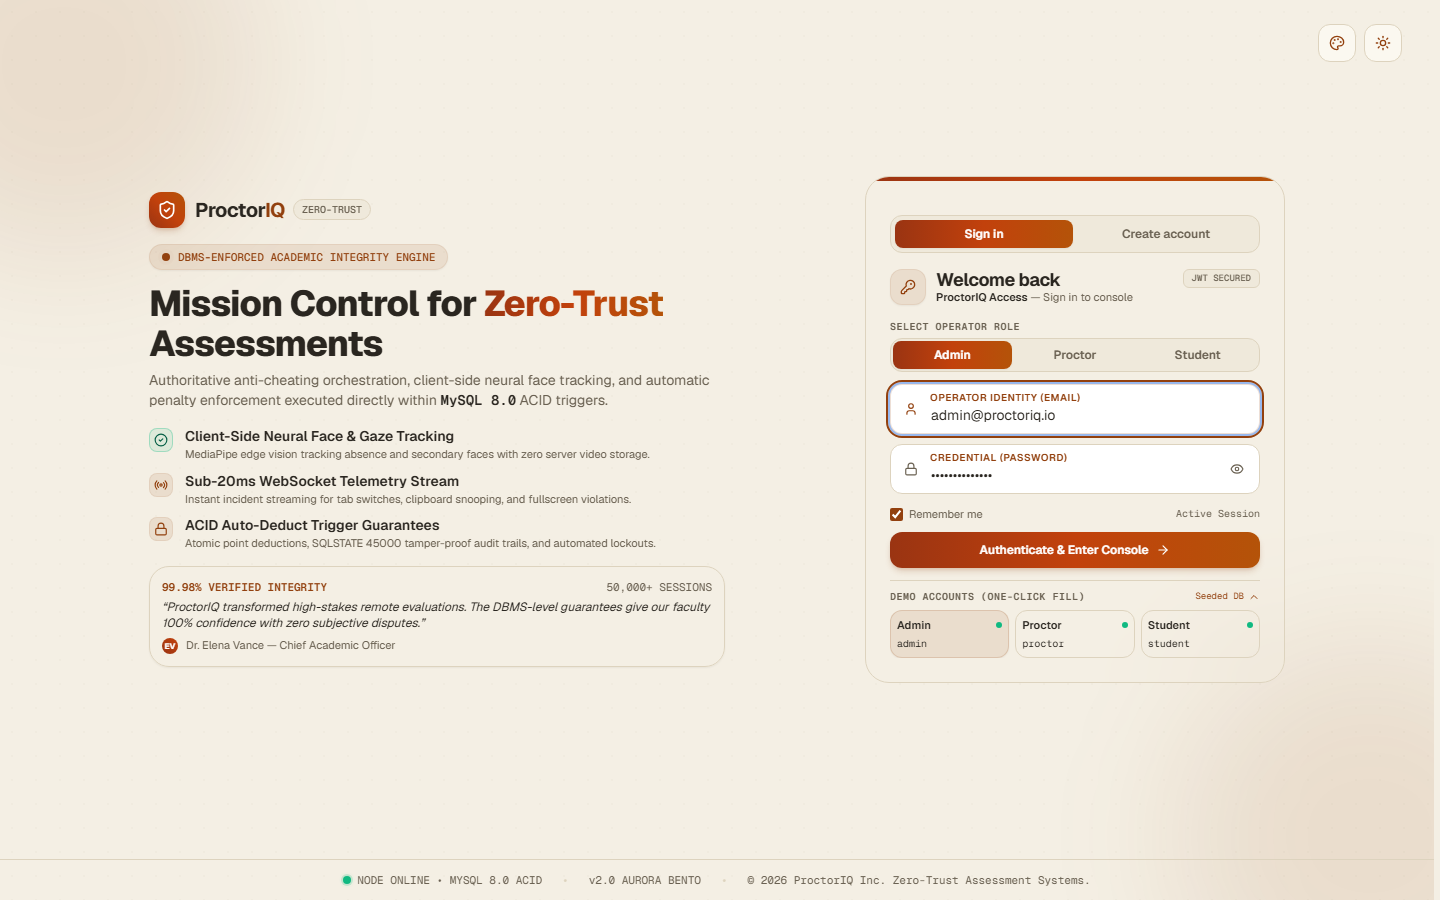 ProctorIQ ZERO-TRUST
DBMS-ENFORCED ACADEMIC INTEGRITY ENGINE
Mission Control for Zero-Trust
Assessments
Authoritative anti-cheating orchestration, client-side neural face tracking, and automatic
penalty enforcement executed directly within MySQL 8.0 ACID triggers.
Client-Side Neural Face & Gaze Tracking
MediaPipe edge vision tracking absence and secondary faces with zero server video storage.
Sub-20ms WebSocket Telemetry Stream
Instant incident streaming for tab switches, clipboard snooping, and fullscreen violations.
ACID Auto-Deduct Trigger Guarantees
Atomic point deductions, SQLSTATE 45000 tamper-proof audit trails, and automated lockouts.
99.98% VERIFIED INTEGRITY 50,000+ SESSIONS
“ProctorIQ transformed high-stakes remote evaluations. The DBMS-level guarantees give our faculty
100% confidence with zero subjective disputes.”
EV Dr. Elena Vance — Chief Academic Officer
Sign in Create account
Welcome back JWT SECURED
ProctorIQ Access — Sign in to console
SELECT OPERATOR ROLE
Admin Proctor Student
OPERATOR IDENTITY (EMAIL)
admin@proctoriq.io
CREDENTIAL (PASSWORD)
••••••••••••••
Remember me Active Session
Authenticate & Enter Console →
DEMO ACCOUNTS (ONE-CLICK FILL) Seeded DB
Admin Proctor Student
admin proctor student
NODE ONLINE • MYSQL 8.0 ACID · v2.0 AURORA BENTO · © 2026 ProctorIQ Inc. Zero-Trust Assessment Systems.